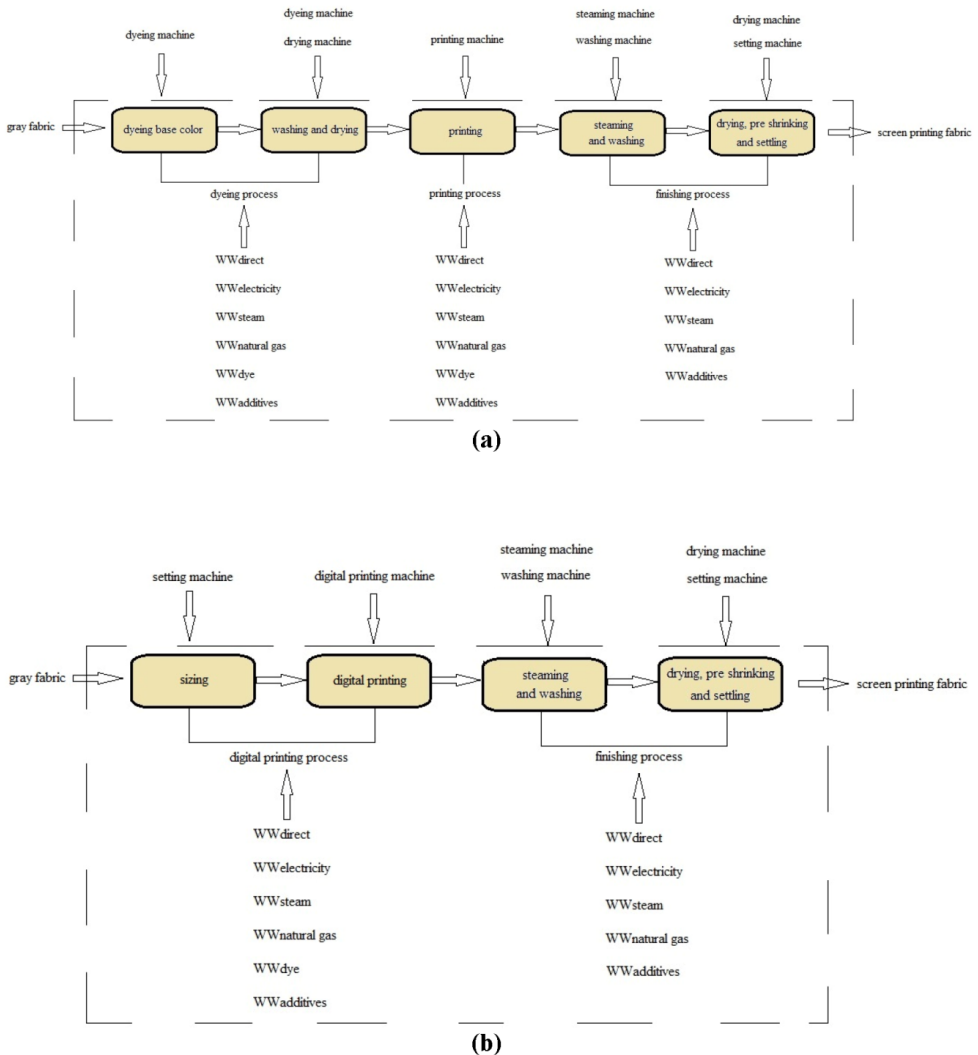 dyeing machine
dyeing machine
drying machine
printing machine
steaming machine
washing machine
drying machine
setting machine
gray fabric
dyeing base color
washing and drying
printing
steaming
and washing
drying, pre shrinking
and settling
screen printing fabric
dyeing process
printing process
finishing process
WWdirect
WWelectricity
WWsteam
WWnatural gas
WWdye
WWadditives
WWdirect
WWelectricity
WWsteam
WWnatural gas
WWdye
WWadditives
WWdirect
WWelectricity
WWsteam
WWnatural gas
WWadditives
(a)
setting machine
digital printing machine
steaming machine
washing machine
drying machine
setting machine
gray fabric
sizing
digital printing
steaming
and washing
drying, pre shrinking
and settling
screen printing fabric
digital printing process
finishing process
WWdirect
WWelectricity
WWsteam
WWnatural gas
WWdye
WWadditives
WWdirect
WWelectricity
WWsteam
WWnatural gas
WWadditives
(b)